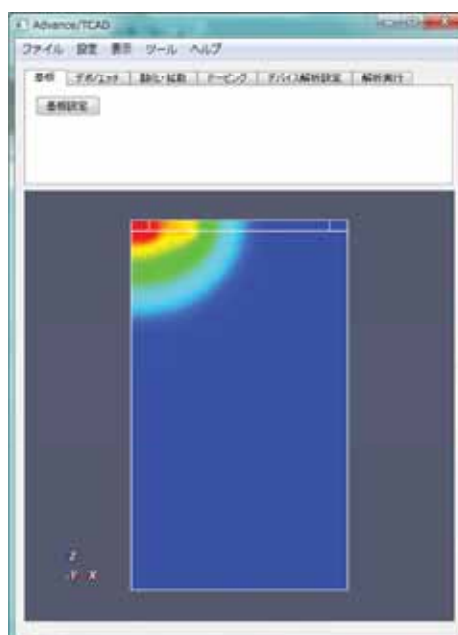 Advance/TCAD
ファイル 設定 表示 ツール ヘルプ
基板 デポ/エッチ 酸化・拡散 ドーピング デバイス解析設定 解析実行
基板設定
Z
Y X